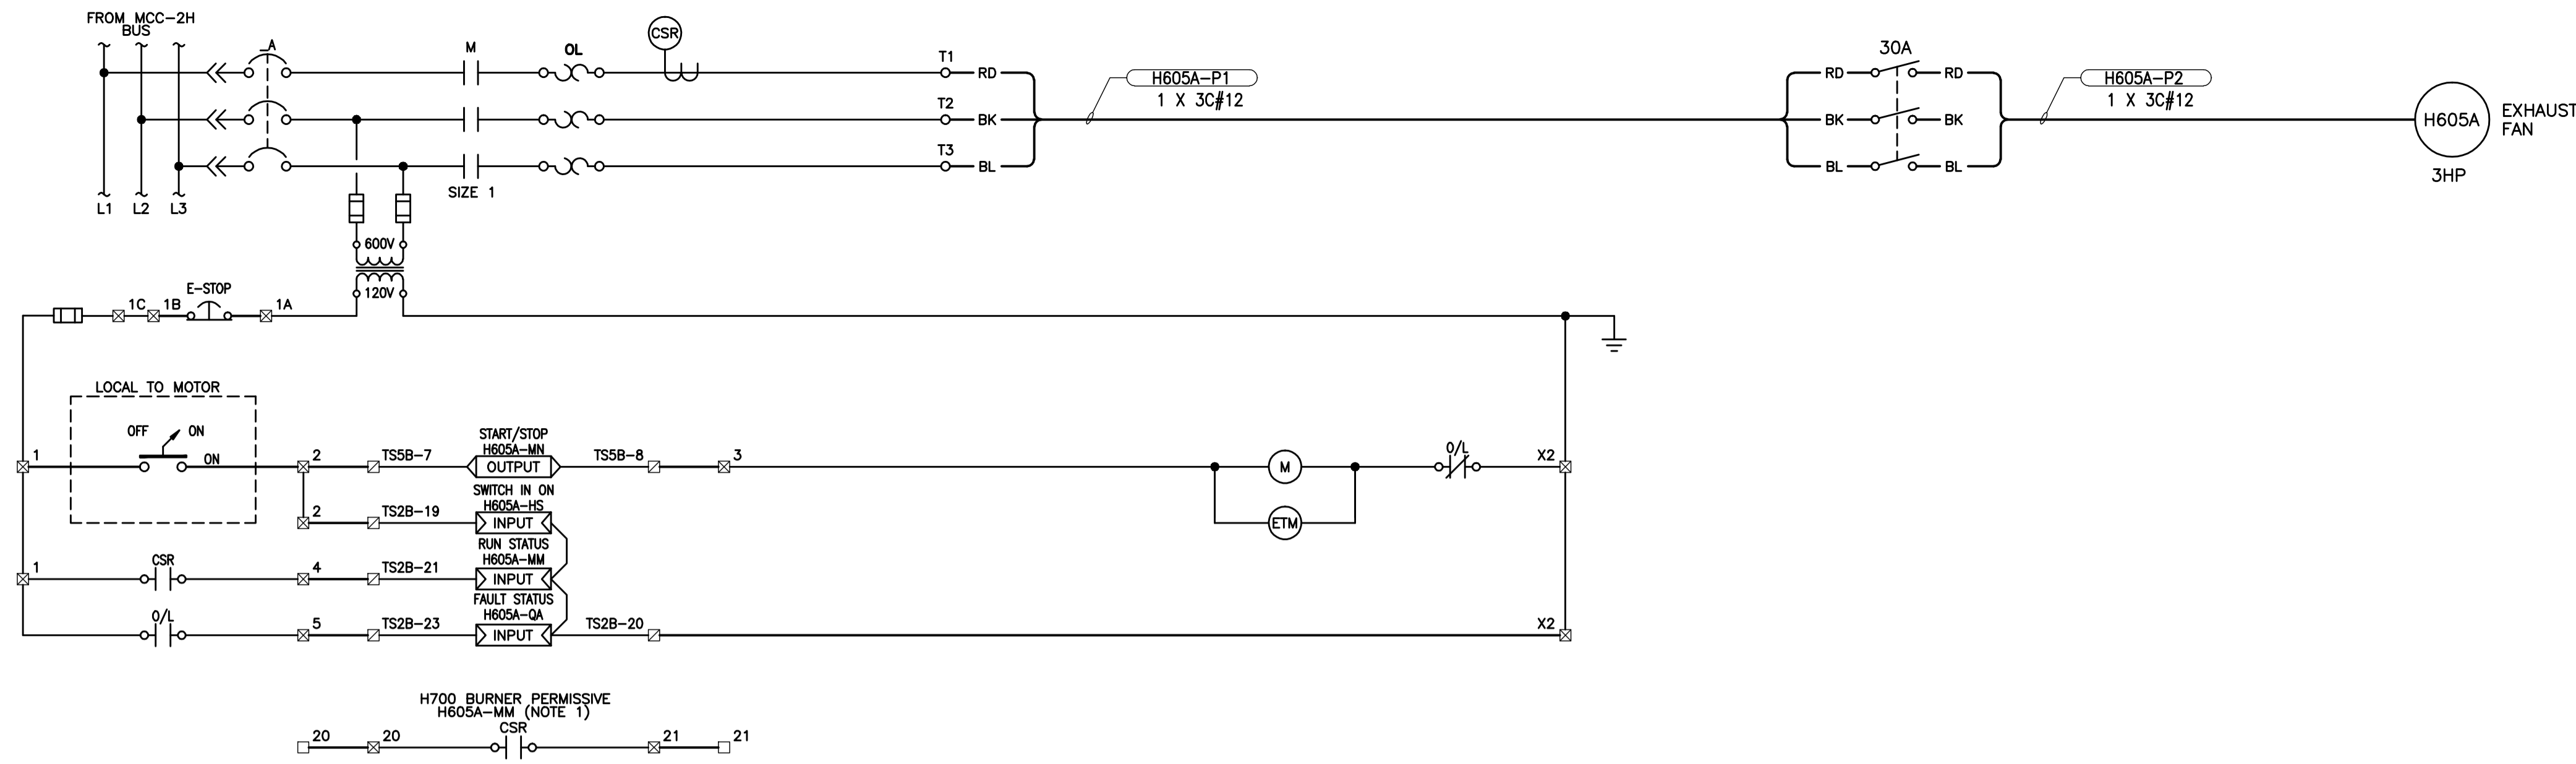 FROM MCC-2H
BUS
_A
M
OL
CSR
T1
RD
H605A-P1
1 X 3C#12
30A
RD
RD
H605A-P2
1 X 3C#12
T2
BK
BK
BK
H605A
EXHAUST
FAN
T3
BL
BL
BL
3HP
SIZE 1
L1
L2
L3
600V
120V
E-STOP
1C
1B
1A
LOCAL TO MOTOR
OFF
ON
ON
1
2
TS5B-7
START/STOP
H605A-MN
OUTPUT
TS5B-8
3
M
O/L
X2
SWITCH IN ON
H605A-HS
2
TS2B-19
INPUT
ETM
RUN STATUS
H605A-MM
1
CSR
4
TS2B-21
INPUT
FAULT STATUS
H605A-QA
O/L
5
TS2B-23
INPUT
TS2B-20
X2
H700 BURNER PERMISSIVE
H605A-MM (NOTE 1)
CSR
20
20
21
21